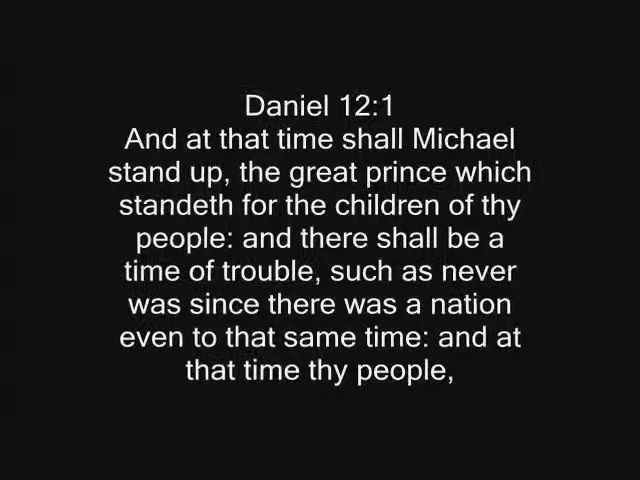 Daniel 12:1
And at that time shall Michael
stand up, the great prince which
standeth for the children of thy
people: and there shall be a
time of trouble, such as never
was since there was a nation
even to that same time: and at
that time thy people,